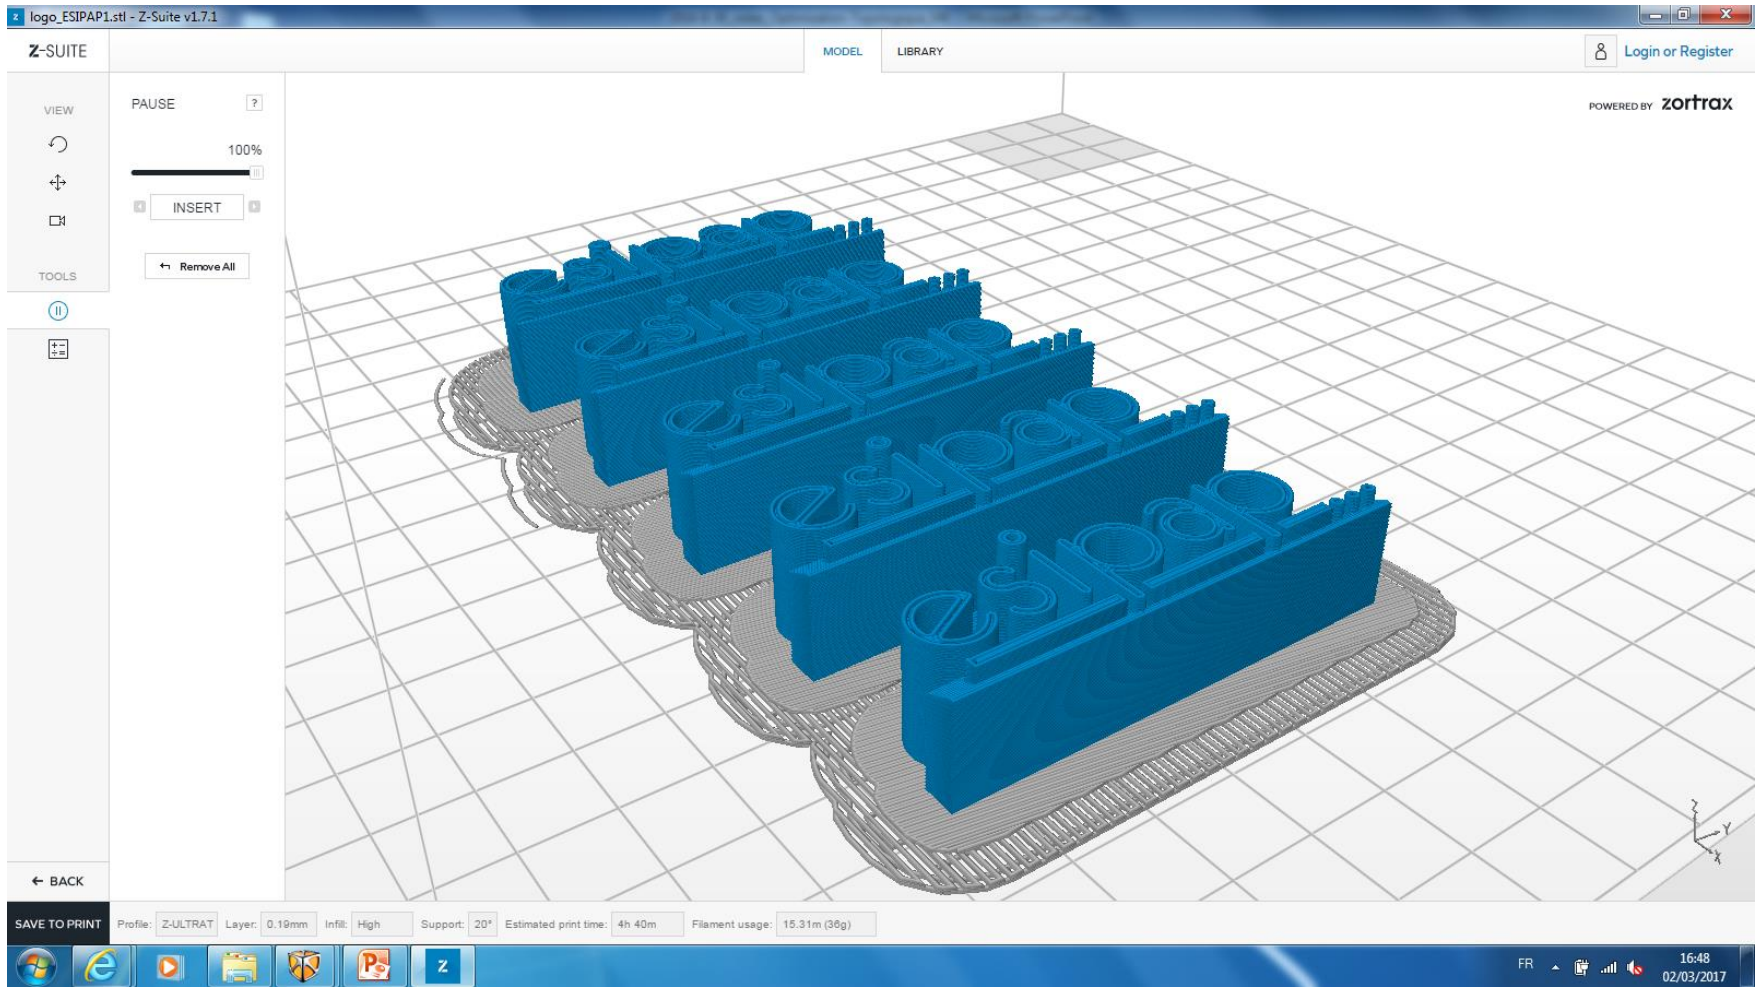 logo_ESIPAP1.stl - Z-Suite v1.7.1
Z-SUITE
MODEL
LIBRARY
Login or Register
VIEW
PAUSE
?
POWERED BY zortrax
100%
INSERT
Remove All
TOOLS
esipap
esipap
esipap
esipap
esipap
Z
Y
X
← BACK
SAVE TO PRINT
Profile: Z-ULTRAT Layer: 0.19mm Infill: High Support: 20° Estimated print time: 4h 40m Filament usage: 15.31m (36g)
FR
16:48
02/03/2017